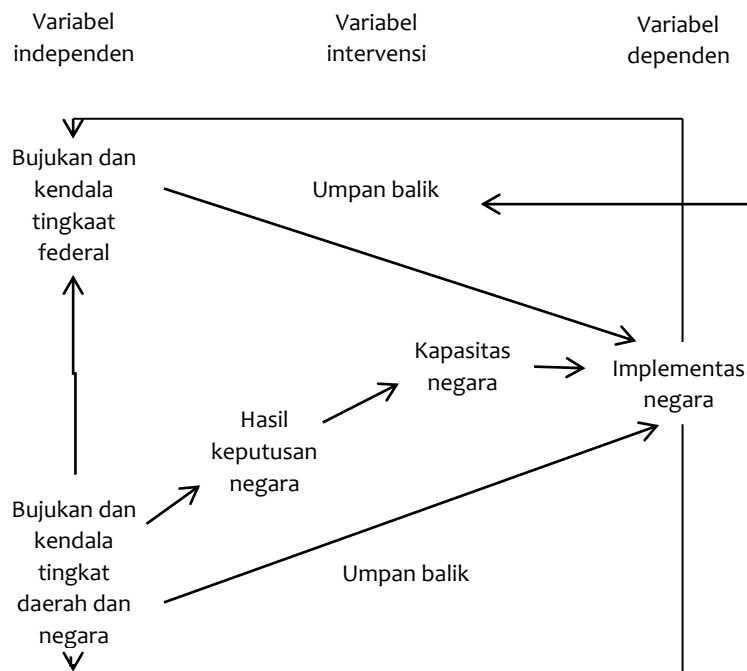 Variabel
independen
Variabel
intervensi
Variabel
dependen
Bujukan dan
kendala
tingkaat
federal
Umpan balik
Kapasitas
negara
Implementas
negara
Hasil
keputusan
negara
Bujukan dan
kendala
tingkat
daerah dan
negara
Umpan balik